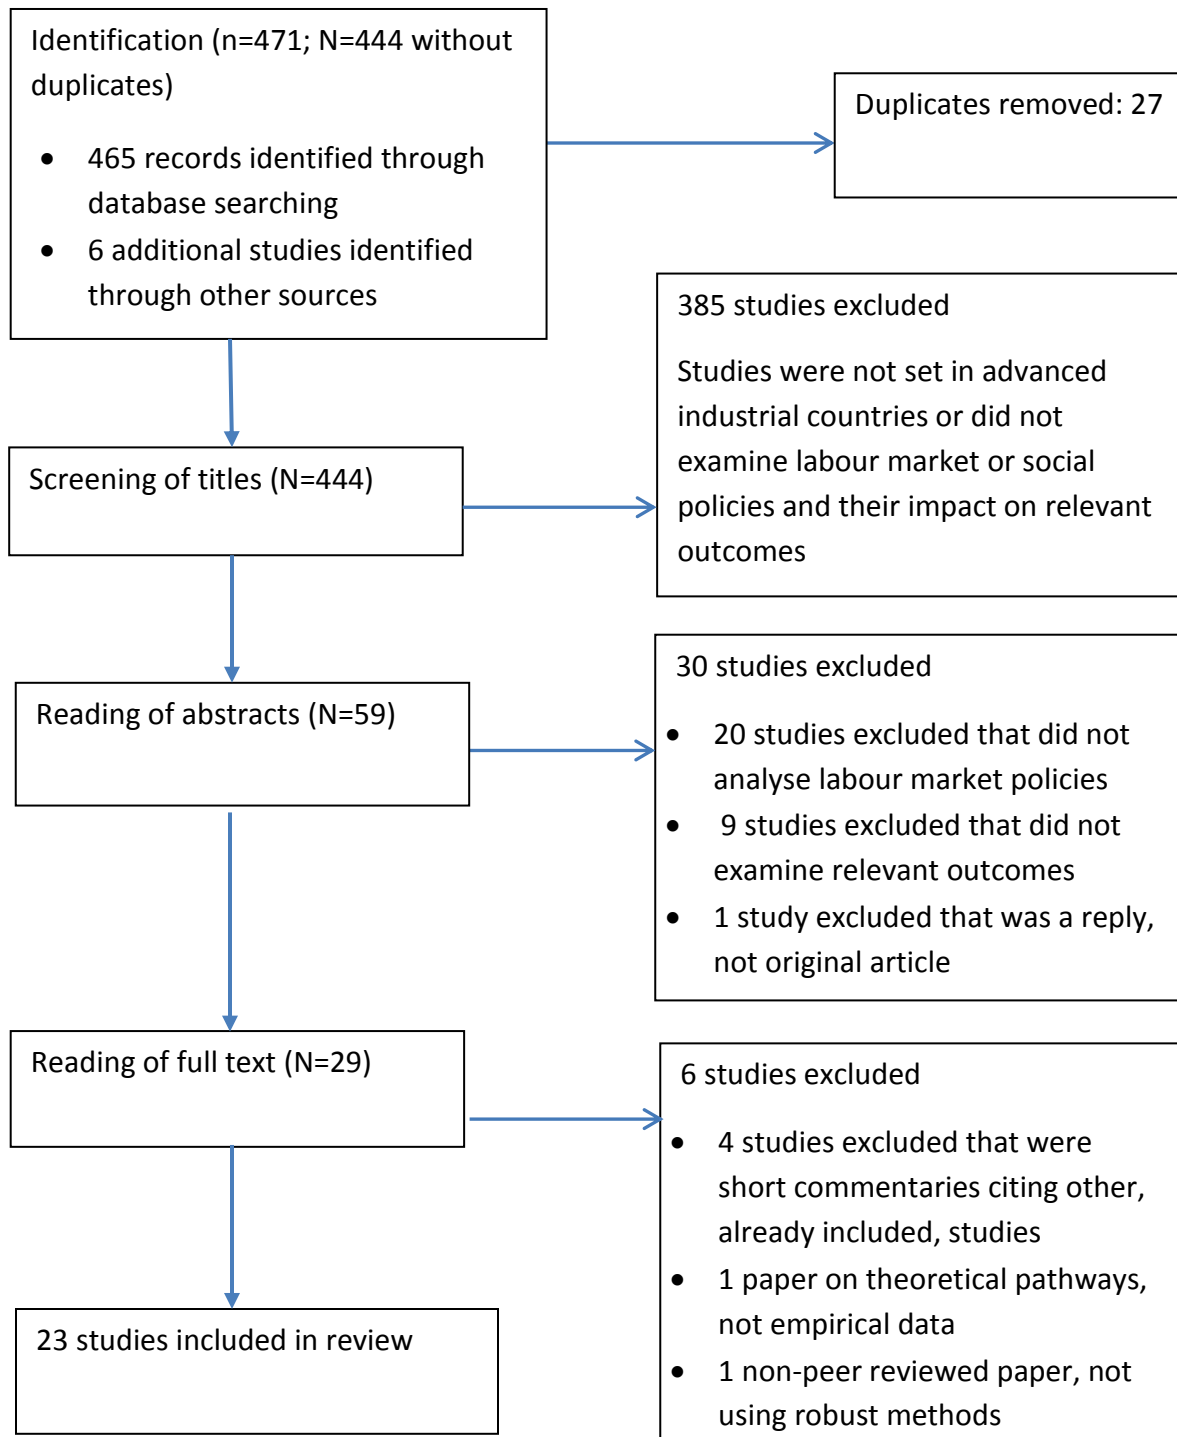 Identification (n=471; N=444 without
duplicates)
• 465 records identified through
database searching
• 6 additional studies identified
through other sources
Duplicates removed: 27
385 studies excluded
Studies were not set in advanced
industrial countries or did not
examine labour market or social
policies and their impact on relevant
outcomes
Screening of titles (N=444)
30 studies excluded
• 20 studies excluded that did not
analyse labour market policies
• 9 studies excluded that did not
examine relevant outcomes
• 1 study excluded that was a reply,
not original article
Reading of abstracts (N=59)
Reading of full text (N=29)
6 studies excluded
• 4 studies excluded that were
short commentaries citing other,
already included, studies
• 1 paper on theoretical pathways,
not empirical data
• 1 non-peer reviewed paper, not
using robust methods
23 studies included in review